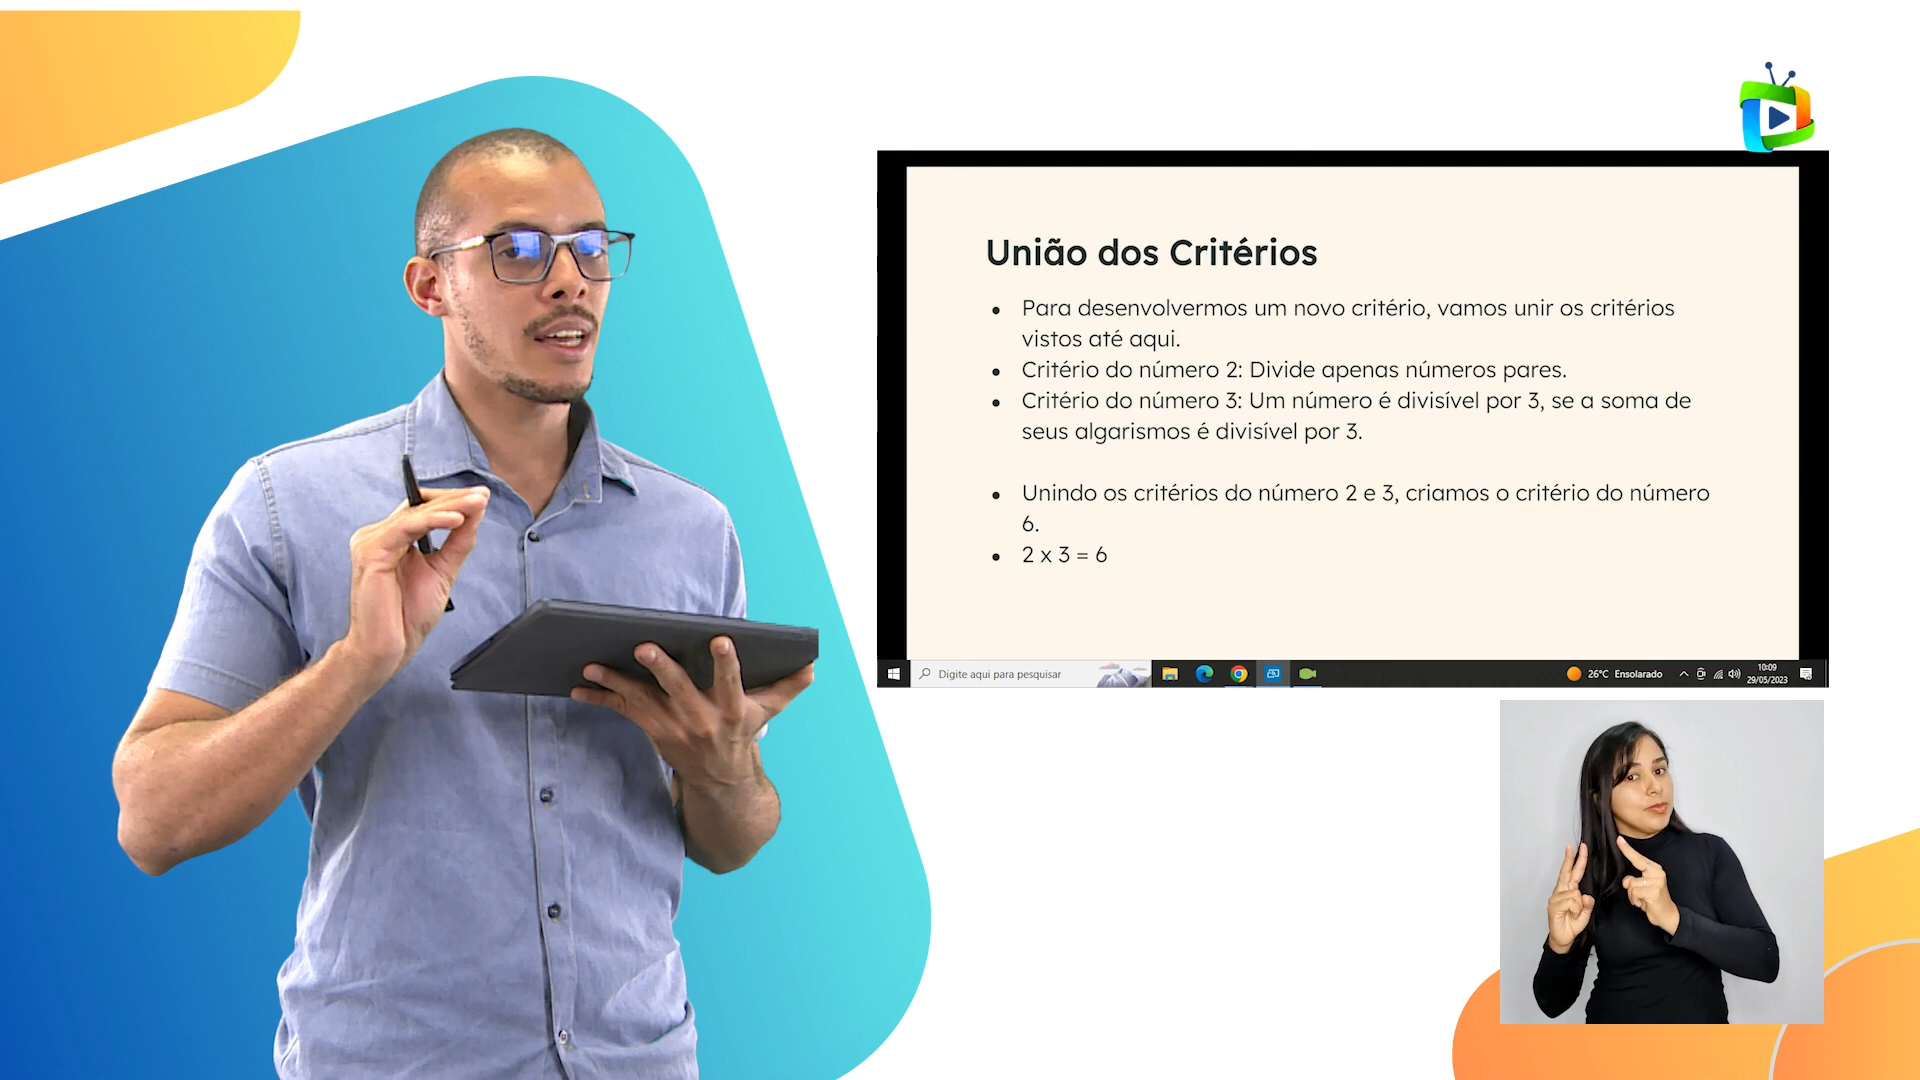 União dos Critérios
• Para desenvolvermos um novo critério, vamos unir os critérios
vistos até aqui.
• Critério do número 2: Divide apenas números pares.
• Critério do número 3: Um número é divisível por 3, se a soma de
seus algarismos é divisível por 3.
• Unindo os critérios do número 2 e 3, criamos o critério do número
6.
• 2 x 3 = 6
Digite aqui para pesquisar
26°C Ensolarado
10:09
29/05/2023